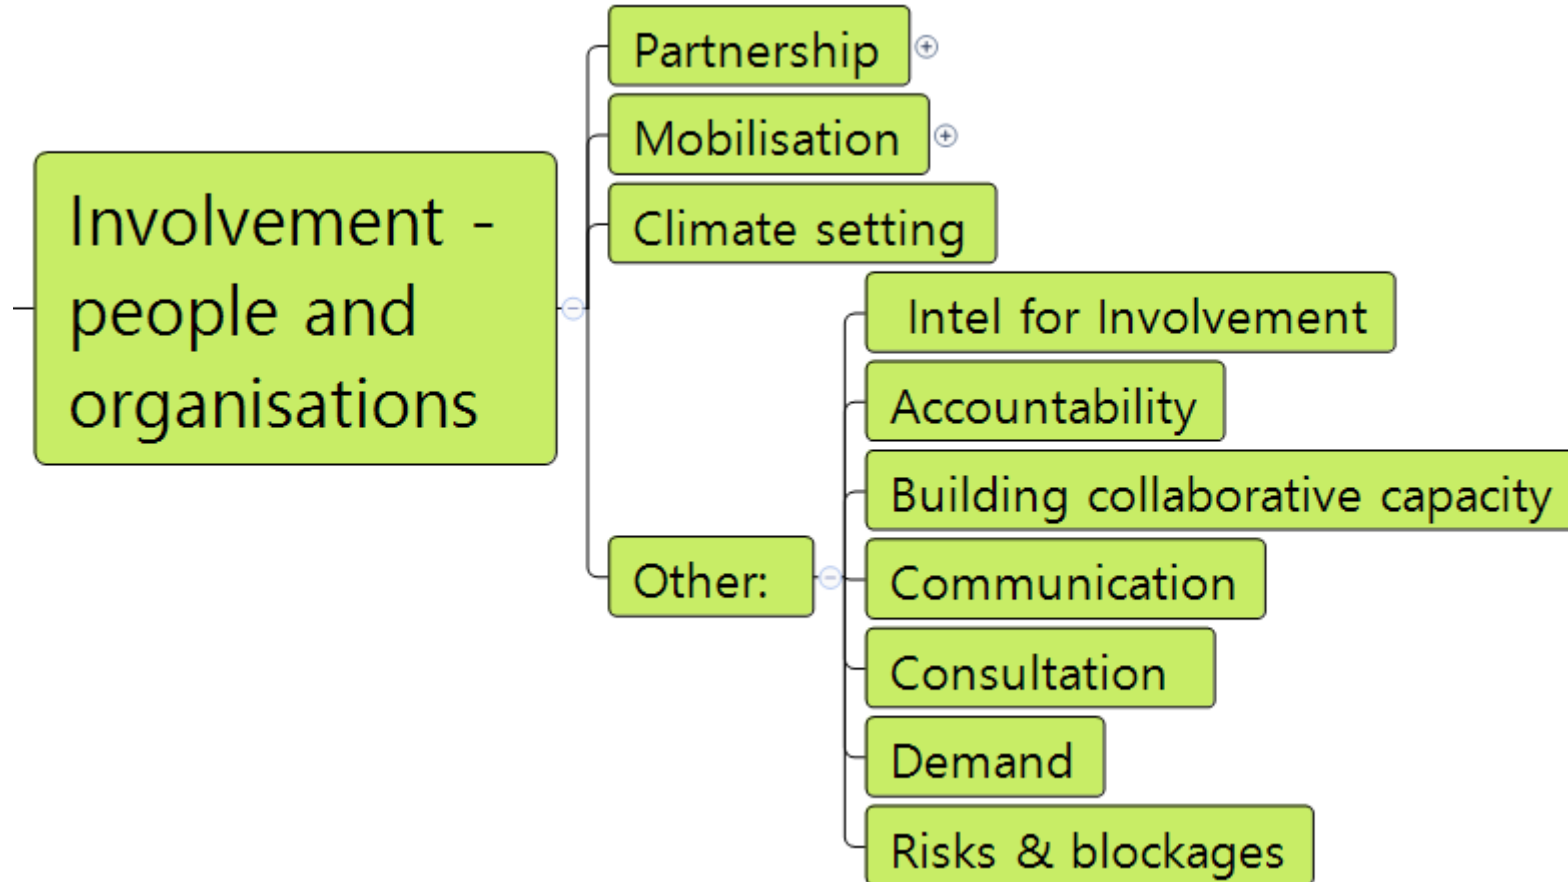 Involvement -
people and
organisations
Partnership
Mobilisation
Climate setting
Other:
Intel for Involvement
Accountability
Building collaborative capacity
Communication
Consultation
Demand
Risks & blockages